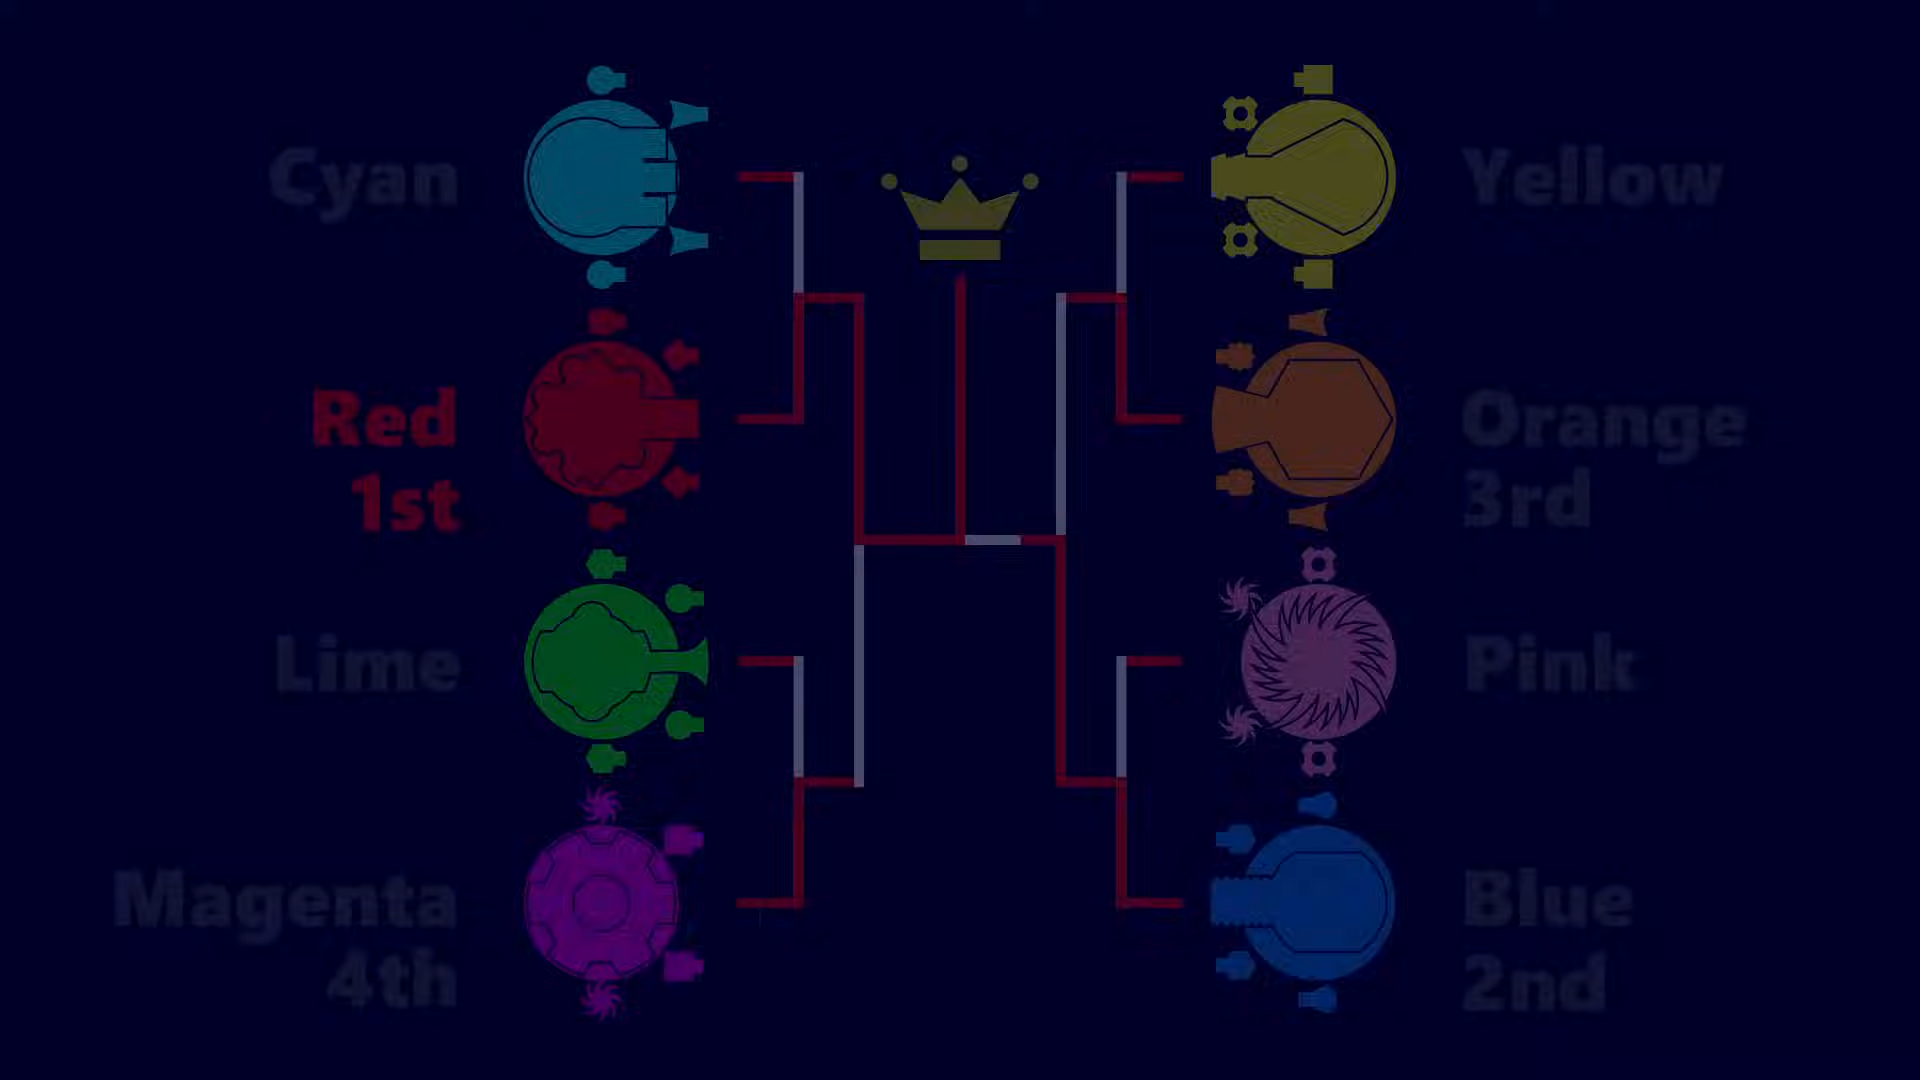 Cyan
Red
1st
Lime
Magenta
4th
Yellow
Orange
3rd
Pink
Blue
2nd